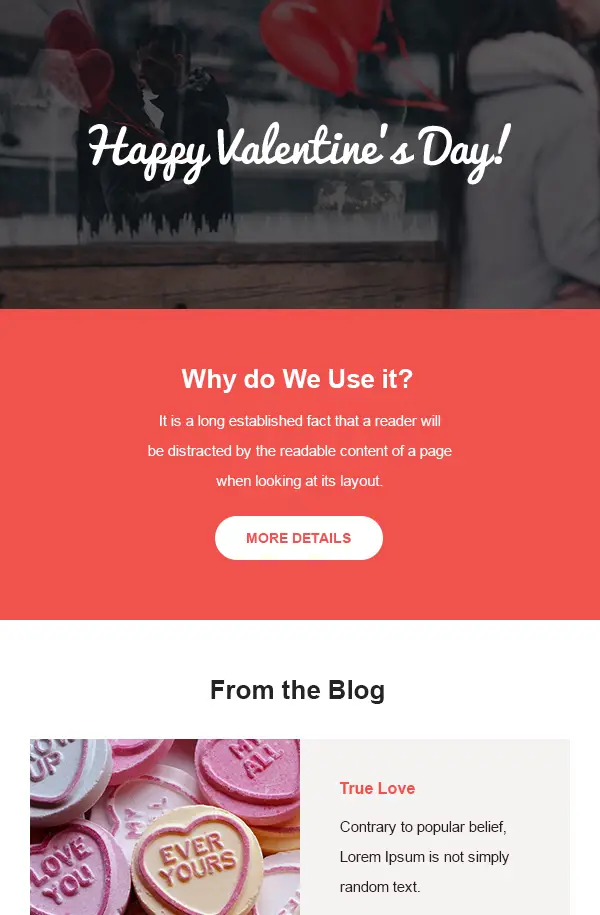 Happy Valentine's Day!
Why do We Use it?
It is a long established fact that a reader will
be distracted by the readable content of a page
when looking at its layout.
MORE DETAILS
From the Blog
UP
MY
ALL
MY
LOVE
YOU
EVER
YOURS
True Love
Contrary to popular belief,
Lorem Ipsum is not simply
random text.